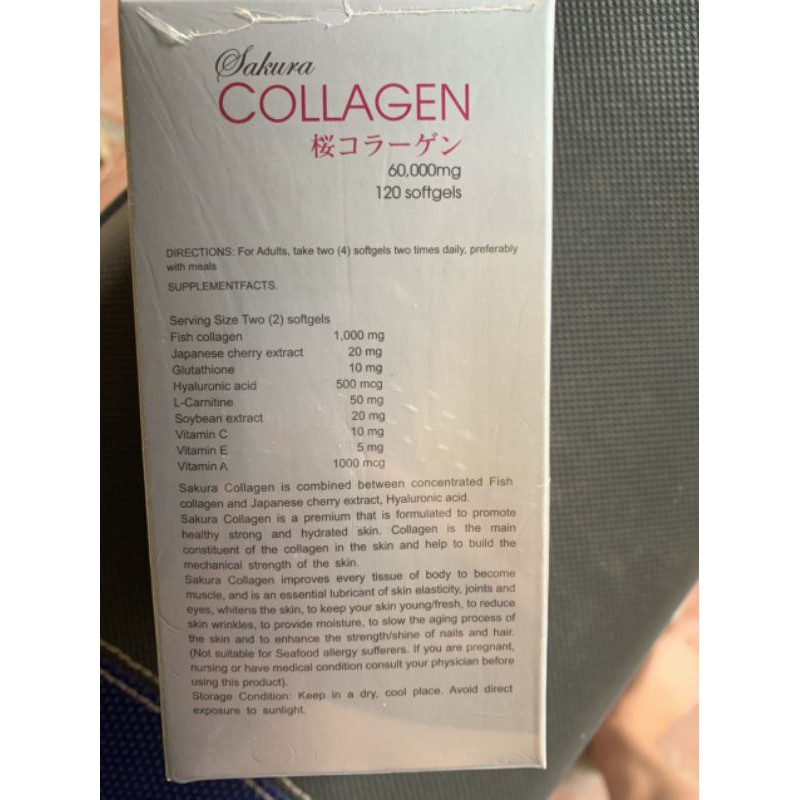 Sakura
COLLAGEN
桜コラーゲン
60,000mg
120 softgels
DIRECTIONS: For Adults, take two (4) softgels two times daily, preferably
with meals
SUPPLEMENTFACTS.
Serving Size Two (2) softgels
Fish collagen 1,000 mg
Japanese cherry extract 20 mg
Glutathione 10 mg
Hyaluronic acid 500 mcg
L-Carnitine 50 mg
Soybean extract 20 mg
Vitamin C 10 mg
Vitamin E 5 mg
Vitamin A 1000 mcg
Sakura Collagen is combined between concentrated Fish
collagen and Japanese cherry extract, Hyaluronic acid.
Sakura Collagen is a premium that is formulated to promote
healthy strong and hydrated skin. Collagen is the main
constituent of the collagen in the skin and help to build the
mechanical strength of the skin.
Sakura Collagen improves every tissue of body to become
muscle, and is an essential lubricant of skin elasticity, joints and
eyes, whitens the skin, to keep your skin young/fresh, to reduce
skin wrinkles, to provide moisture, to slow the aging process of
the skin and to enhance the strength/shine of nails and hair.
(Not suitable for Seafood allergy sufferers. If you are pregnant,
nursing or have medical condition consult your physician before
using this product).
Storage Condition: Keep in a dry, cool place. Avoid direct
exposure to sunlight.